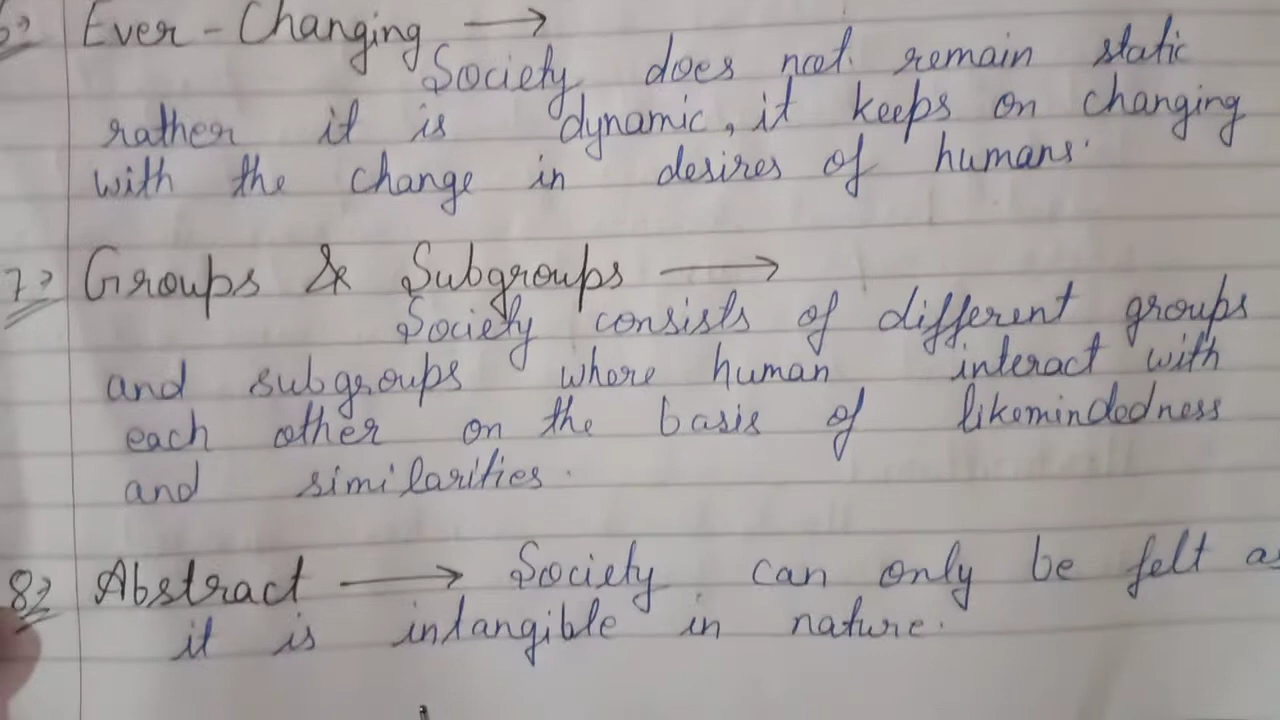 6> Ever - Changing →
Society does not remain static
rather it is dynamic, it keeps on changing
with the change in desires of humans.
7> Groups & Subgroups →
Society consists of different groups
and subgroups where human interact with
each other on the basis of likemindedness
and similarities.
8> Abstract → Society can only be felt as
it is intangible in nature.